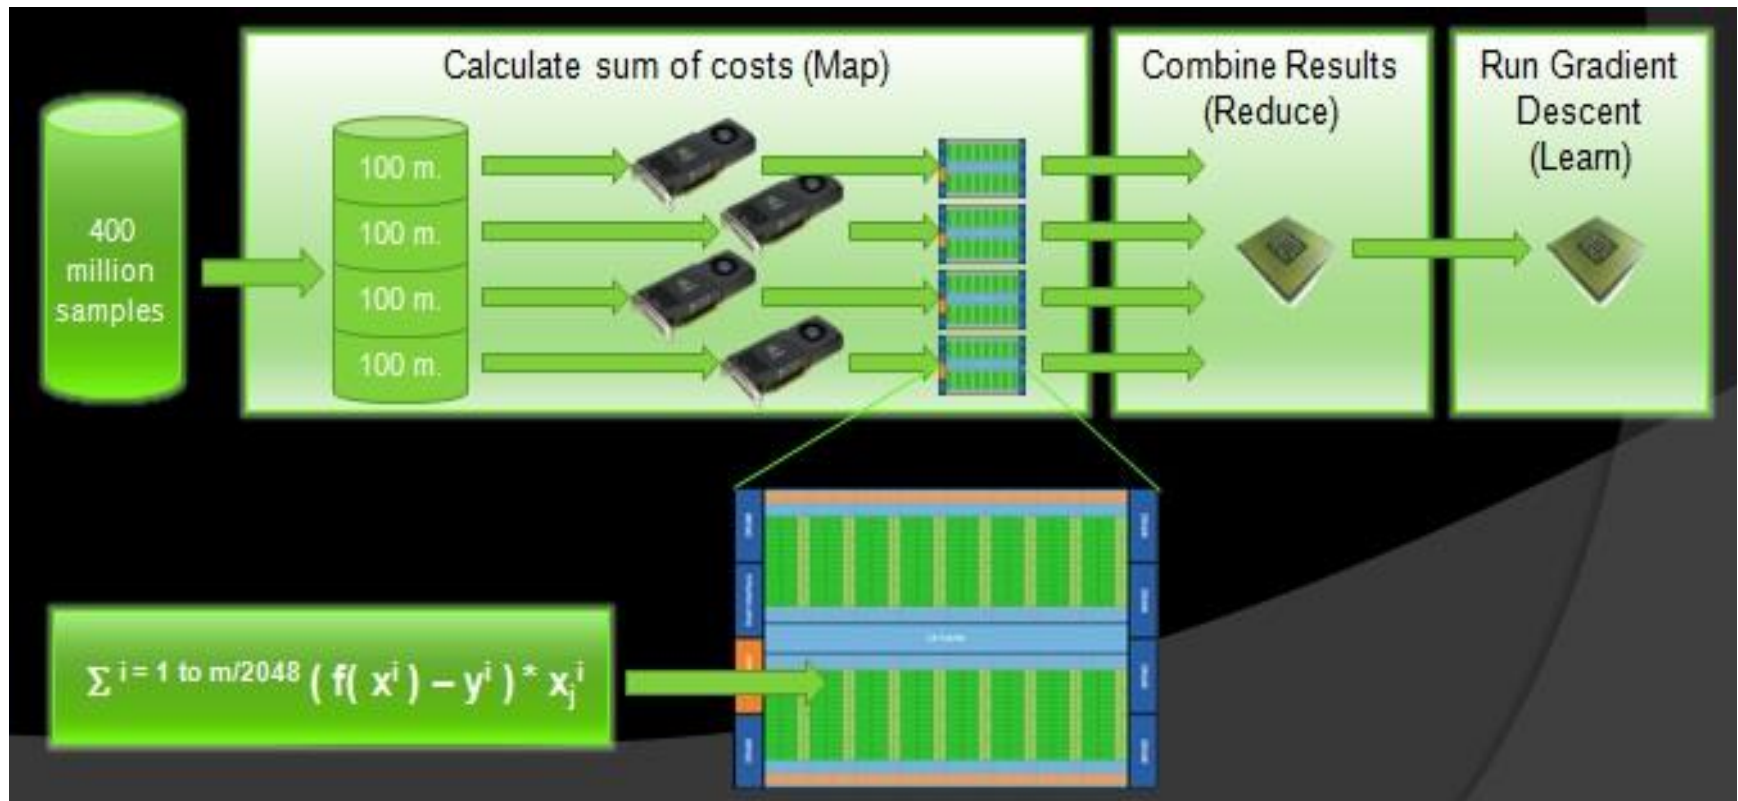 Calculate sum of costs (Map)
Combine Results
(Reduce)
Run Gradient
Descent
(Learn)
400
million
samples
100 m.
100 m.
100 m.
100 m.
Σ i = 1 to m/2048 ( f( xⁱ ) – yⁱ ) * xⱼⁱ